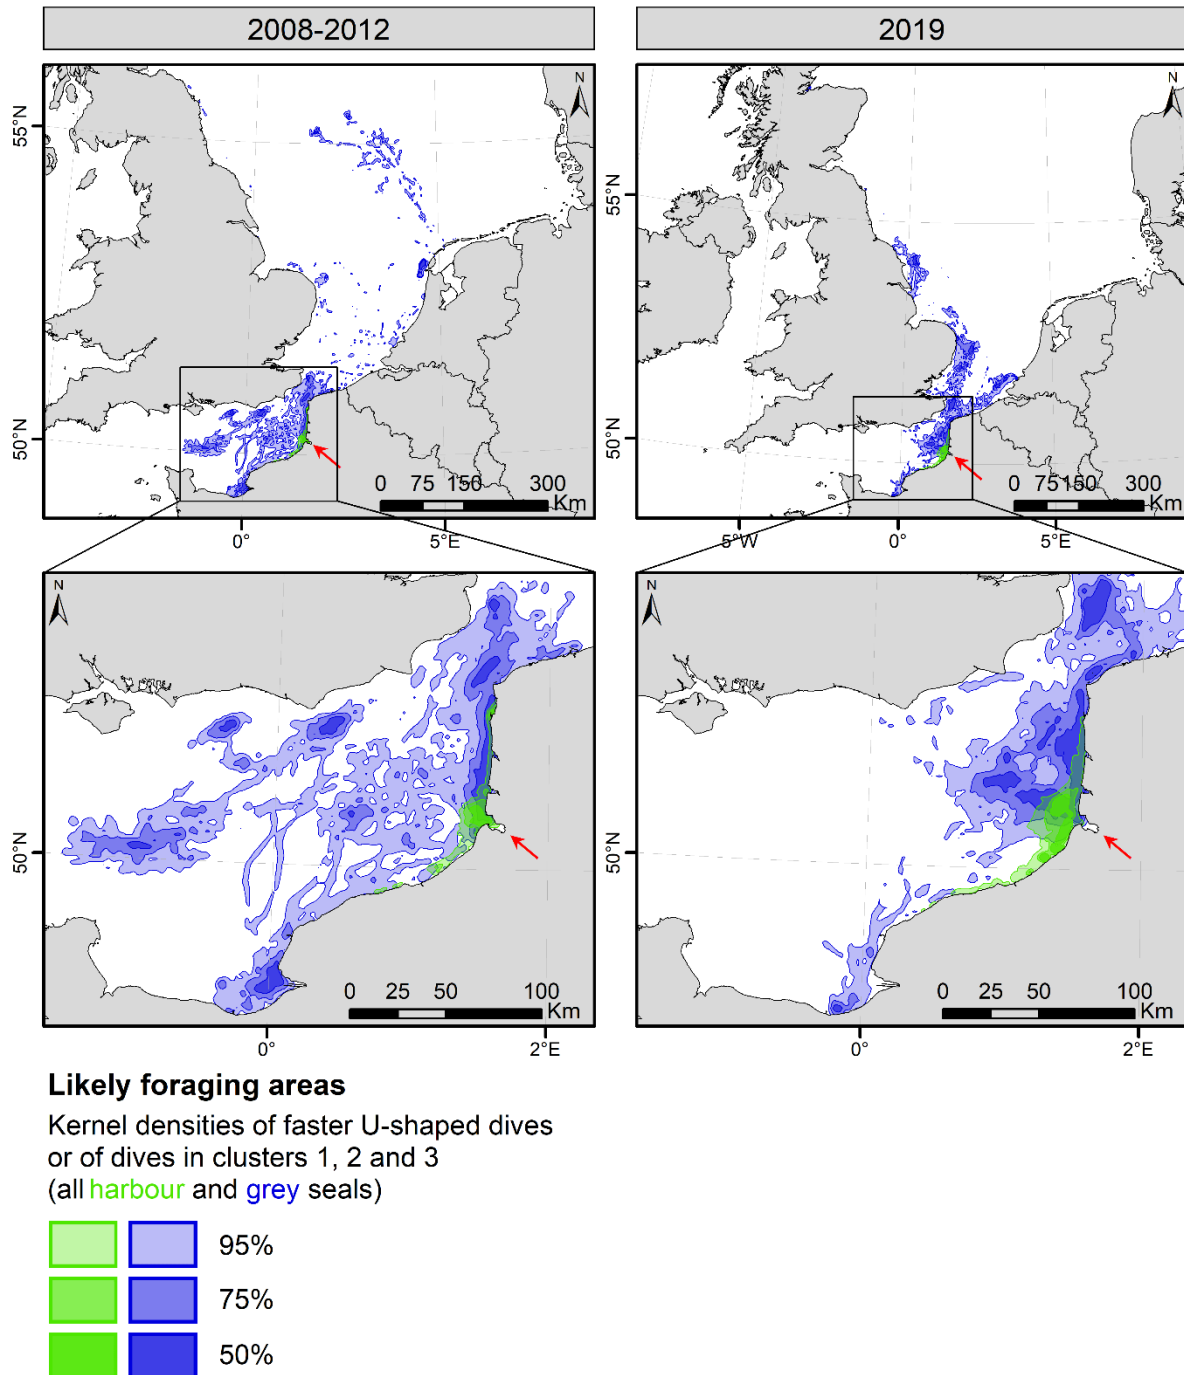 2008-2012
2019
N
N
55°N
50°N
55°N
50°N
0 75 150 300
Km
0 75 150 300
Km
0° 5°E
5°W 0° 5°E
N
N
50°N
50°N
0 25 50 100
Km
0 25 50 100
Km
0° 2°E
0° 2°E
Likely foraging areas
Kernel densities of faster U-shaped dives
or of dives in clusters 1, 2 and 3
(all harbour and grey seals)
95%
75%
50%